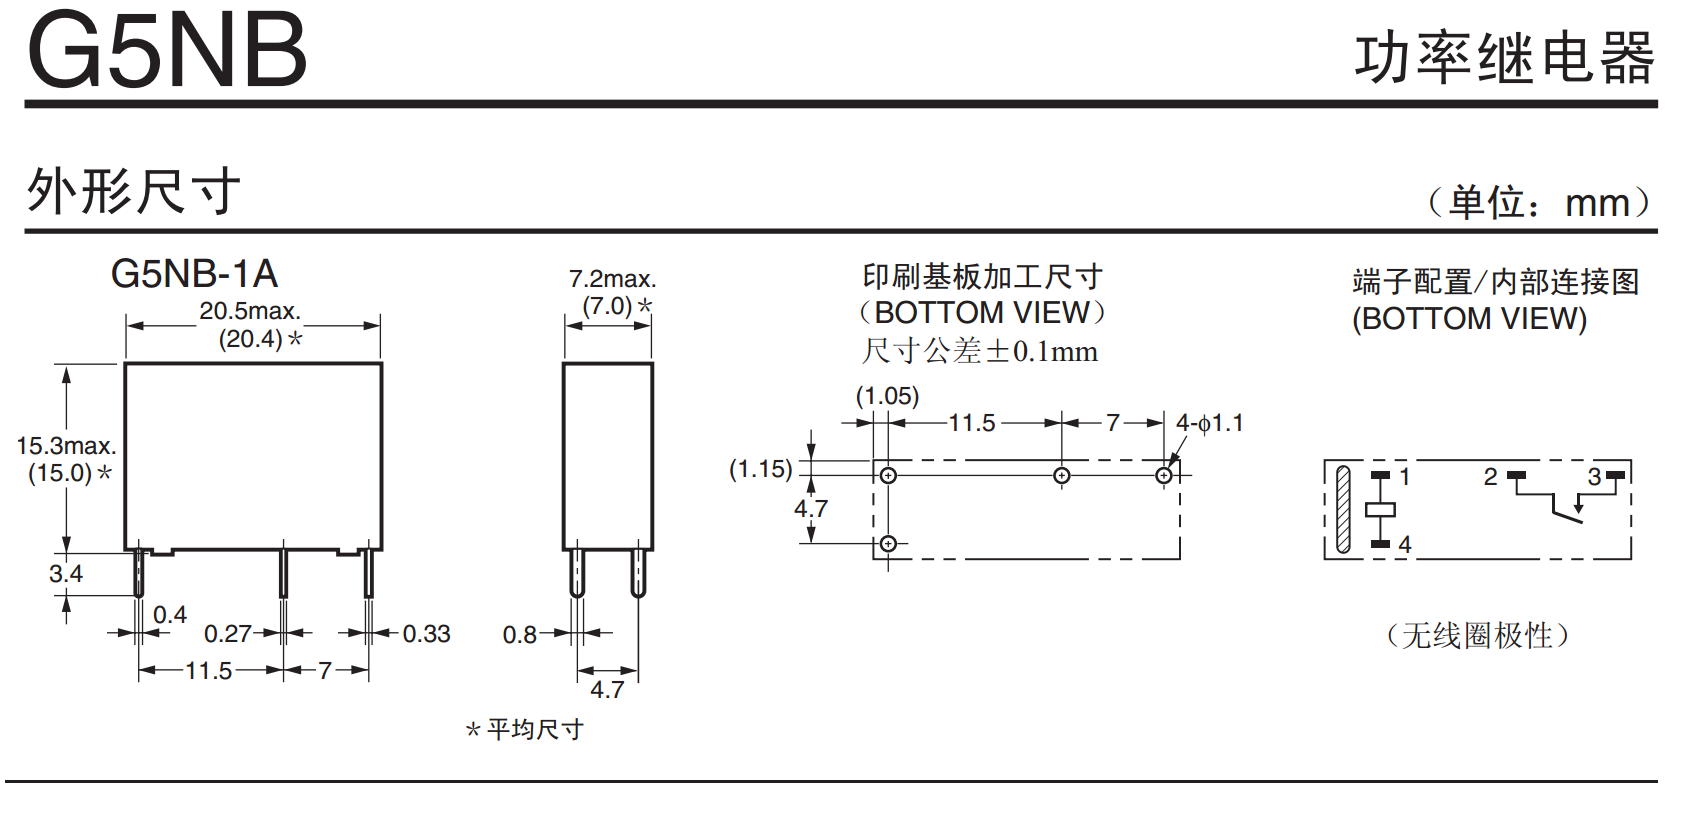 G5NB
功率继电器
外形尺寸
（单位：mm）
G5NB-1A
20.5max.
(20.4)＊
15.3max.
(15.0)＊
3.4
0.4
0.27
0.33
11.5
7
7.2max.
(7.0)＊
0.8
4.7
＊平均尺寸
印刷基板加工尺寸
（BOTTOM VIEW）
尺寸公差±0.1mm
(1.05)
11.5
7
4-ϕ1.1
(1.15)
4.7
端子配置/内部连接图
(BOTTOM VIEW)
1
2
3
4
（无线圈极性）